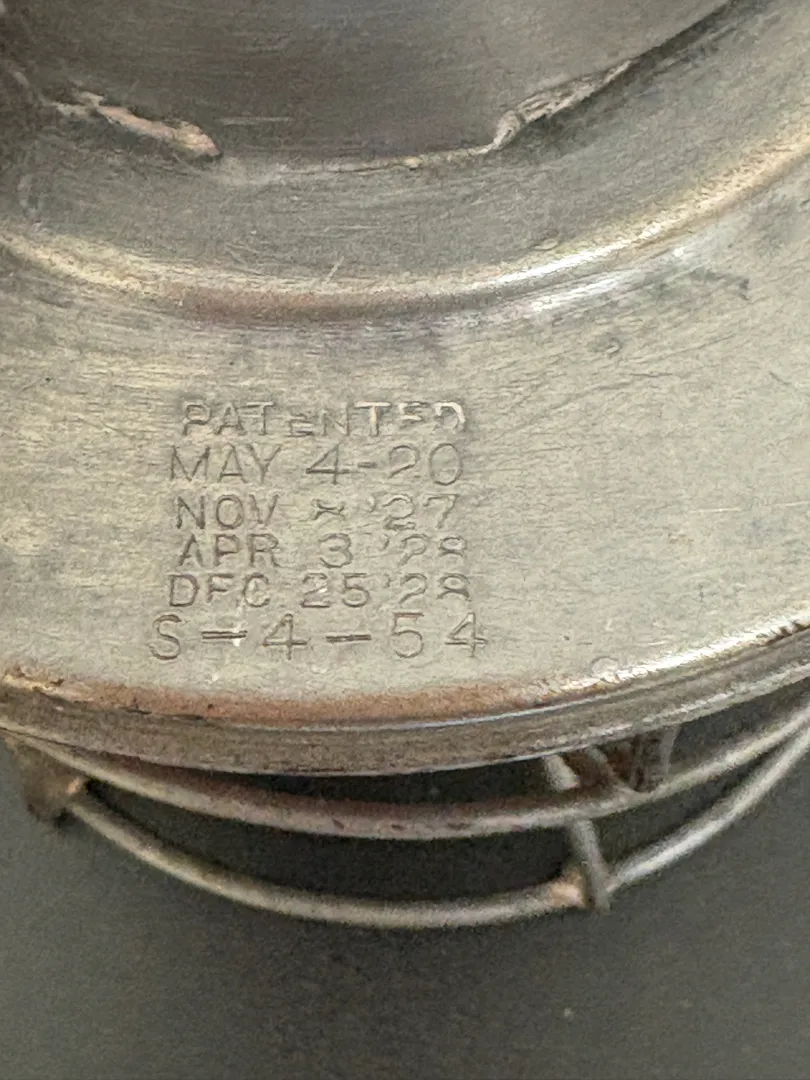 PATENTED
MAY 4-20
NOV '27
APR 3 '28
DEC 25 '28
S-4-54